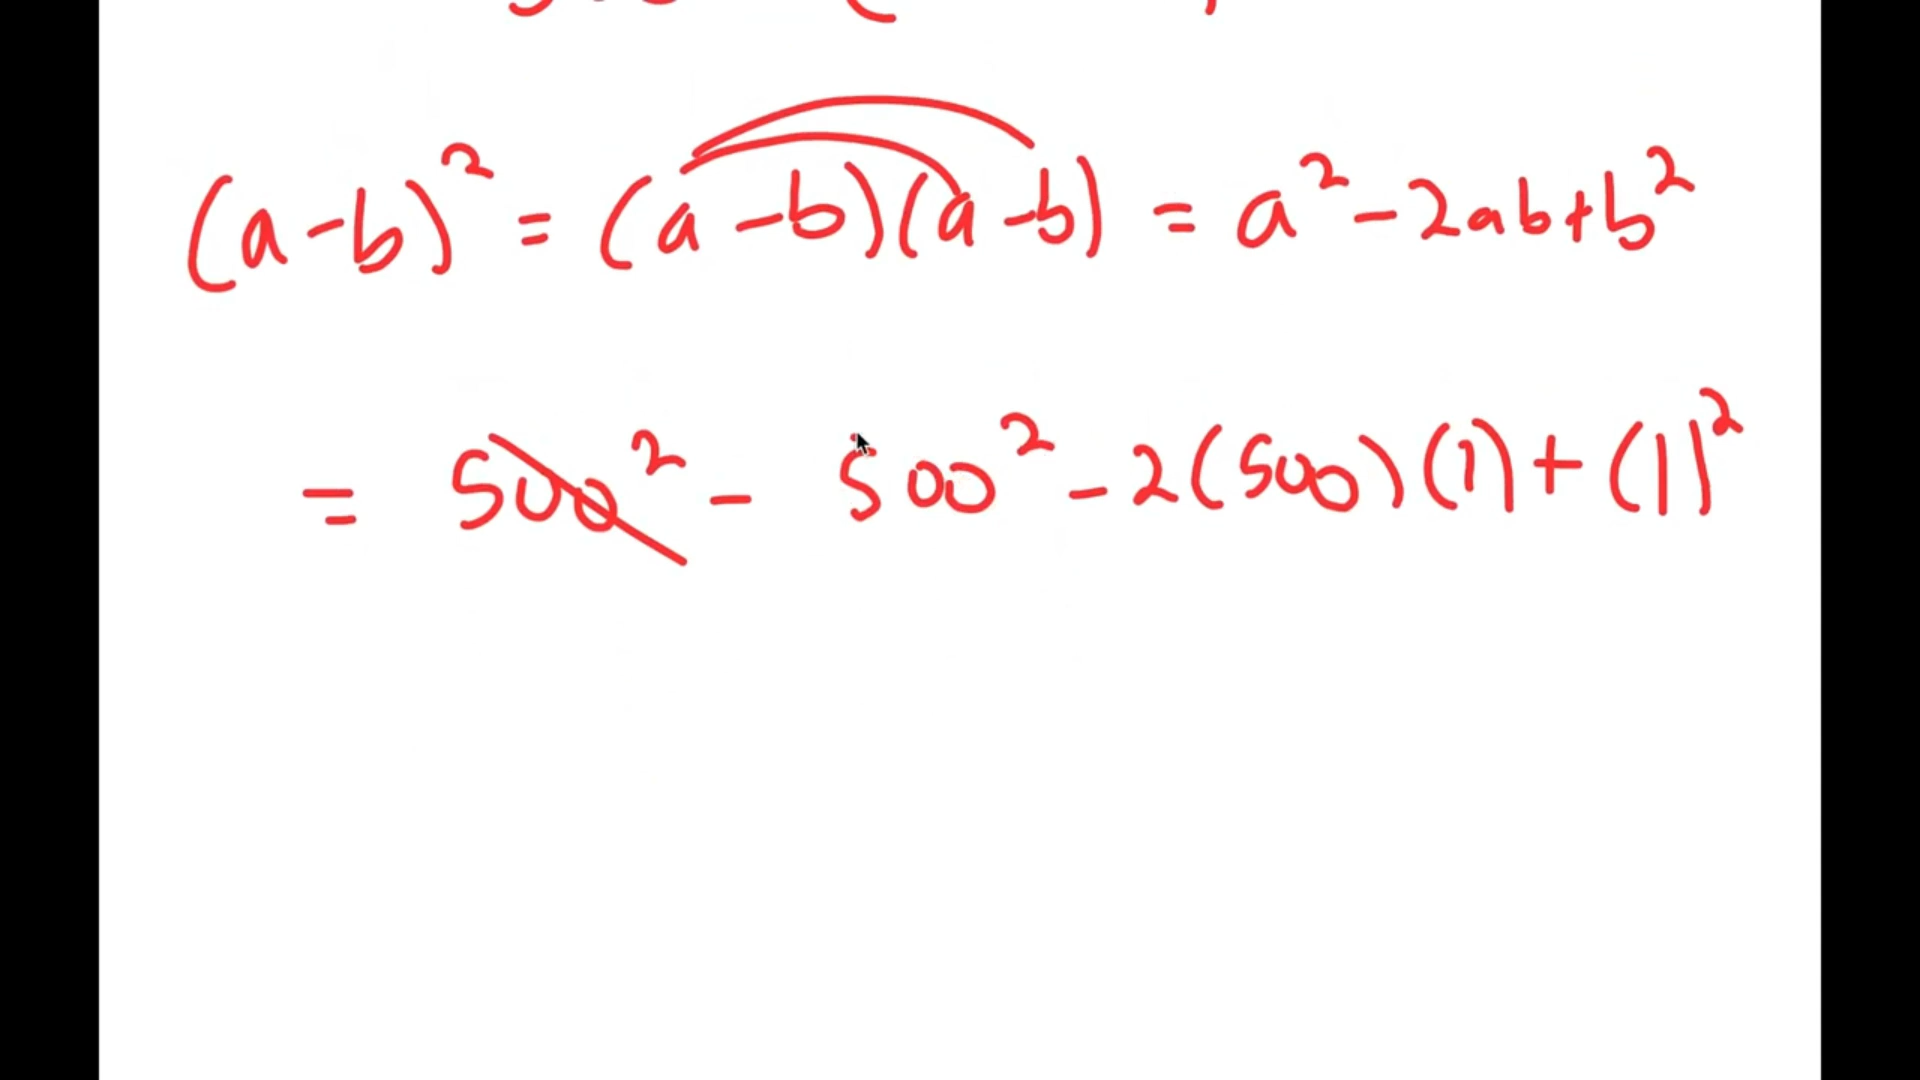 (a-b)² = (a-b)(a-b) = a²-2ab+b²
= 500² - 500² - 2(500)(1) + (1)²